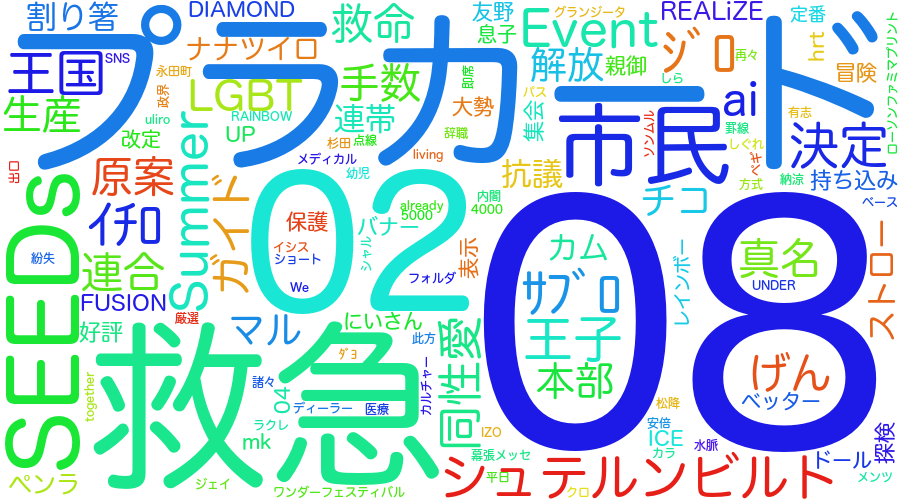 割り箸
DIAMOND
救命
友野
グランジータ
REALiZE
定番
プラカード
Event
息子
ナナツイロ
解放
親御
ジロ
hrt
再々
王国
SNS
永田町
政界
LGBT
手数
即席
大勢
パス
しら
冒険
ローソンファミマプリント
生産
uliro
RAINBOW
連帯
集会
市民
ai
有志
改定
UP
杉田
点線
辞職
ソンムル
罫線
決定
しぐれ
出口
原案
Summer
メディカル
living
抗議
ペキ
方式
納涼
持ち込み
幼児
SEEDs
イチロ
ガイド
02
保護
already
5000
内閣
4000
チコ
08
ベース
バナー
シャル
カム
真名
ストロー
紛失
連合
イシス
ショート
フォルダ
表示
レインボー
サブロ
UNDER
FUSION
We
厳選
好評
マル
にいさん
此方
王子
救急
同性愛
ダヨ
本部
げん
ベッター
together
諸々
04
ディーラー
医療
カルチャー
松降
ラクレ
mk
IZO
安倍
ICE
カラ
水脈
探検
幕張メッセ
ペンラ
ジェイ
ワンダーフェスティバル
平日
シュテルンビルト
クロ
ドール
メンツ